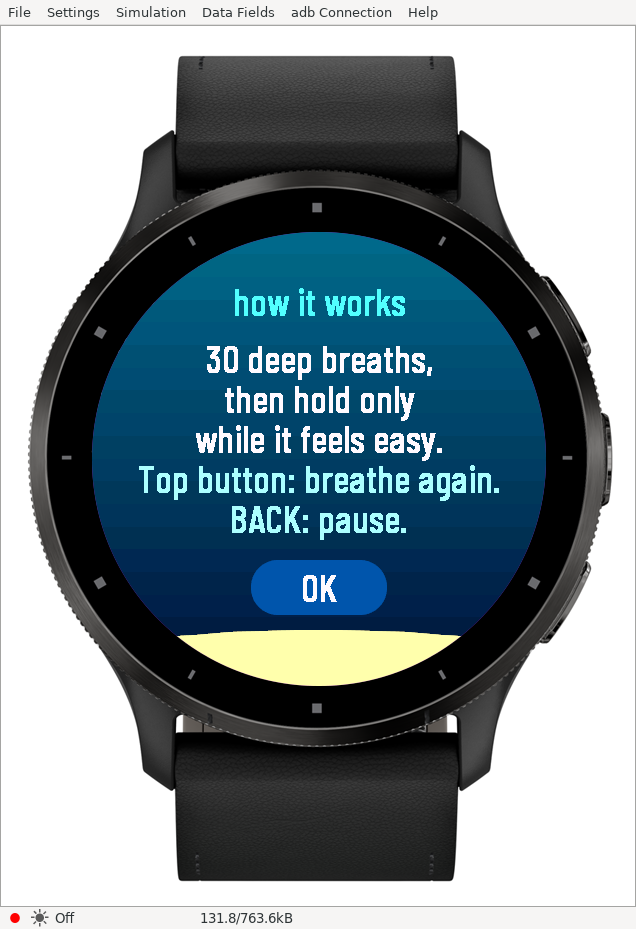 File Settings Simulation Data Fields adb Connection Help
how it works
30 deep breaths,
then hold only
while it feels easy.
Top button: breathe again.
BACK: pause.
OK
Off 131.8/763.6kB